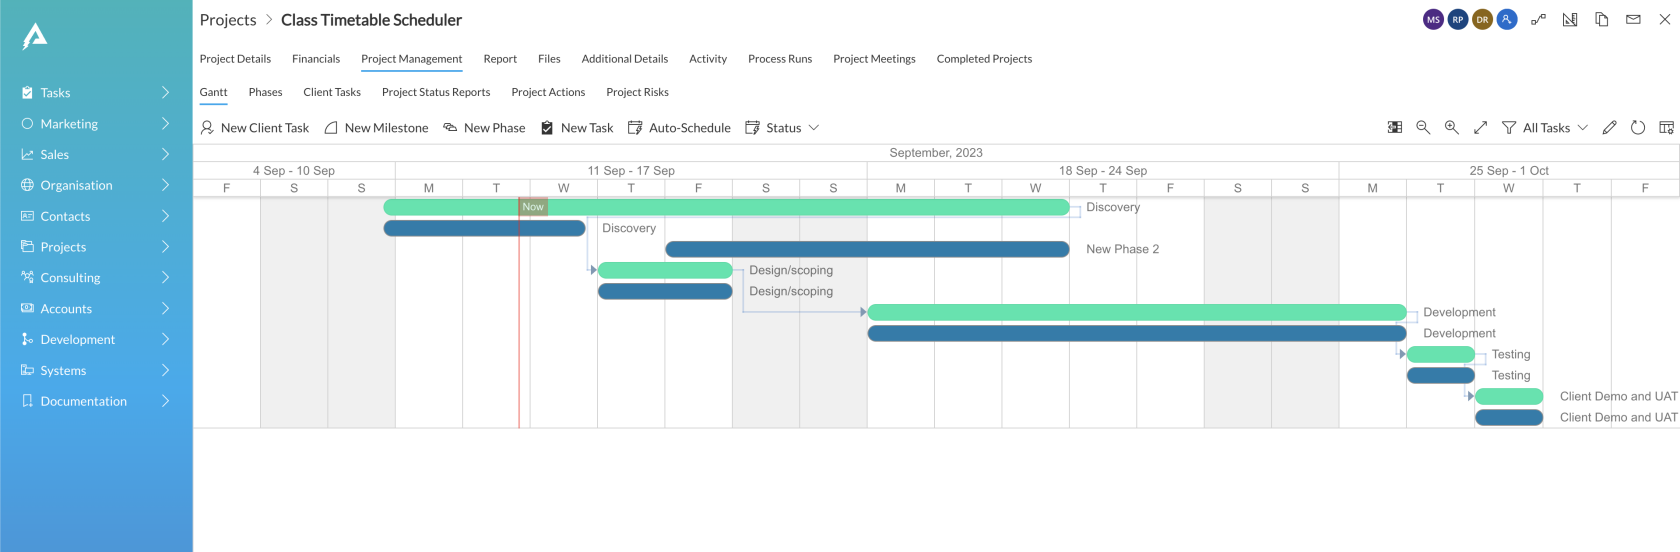 Projects > Class Timetable Scheduler
MS RP DR
Project Details Financials Project Management Report Files Additional Details Activity Process Runs Project Meetings Completed Projects
Gantt Phases Client Tasks Project Status Reports Project Actions Project Risks
New Client Task New Milestone New Phase New Task Auto-Schedule Status All Tasks
Tasks
Marketing
Sales
Organisation
Contacts
Projects
Consulting
Accounts
Development
Systems
Documentation
September, 2023
4 Sep - 10 Sep 11 Sep - 17 Sep 18 Sep - 24 Sep 25 Sep - 1 Oct
F S S M T W T F S S M T W T F S S M T W T F
Now Discovery
Discovery
New Phase 2
Design/scoping
Design/scoping
Development
Development
Testing
Testing
Client Demo and UAT
Client Demo and UAT